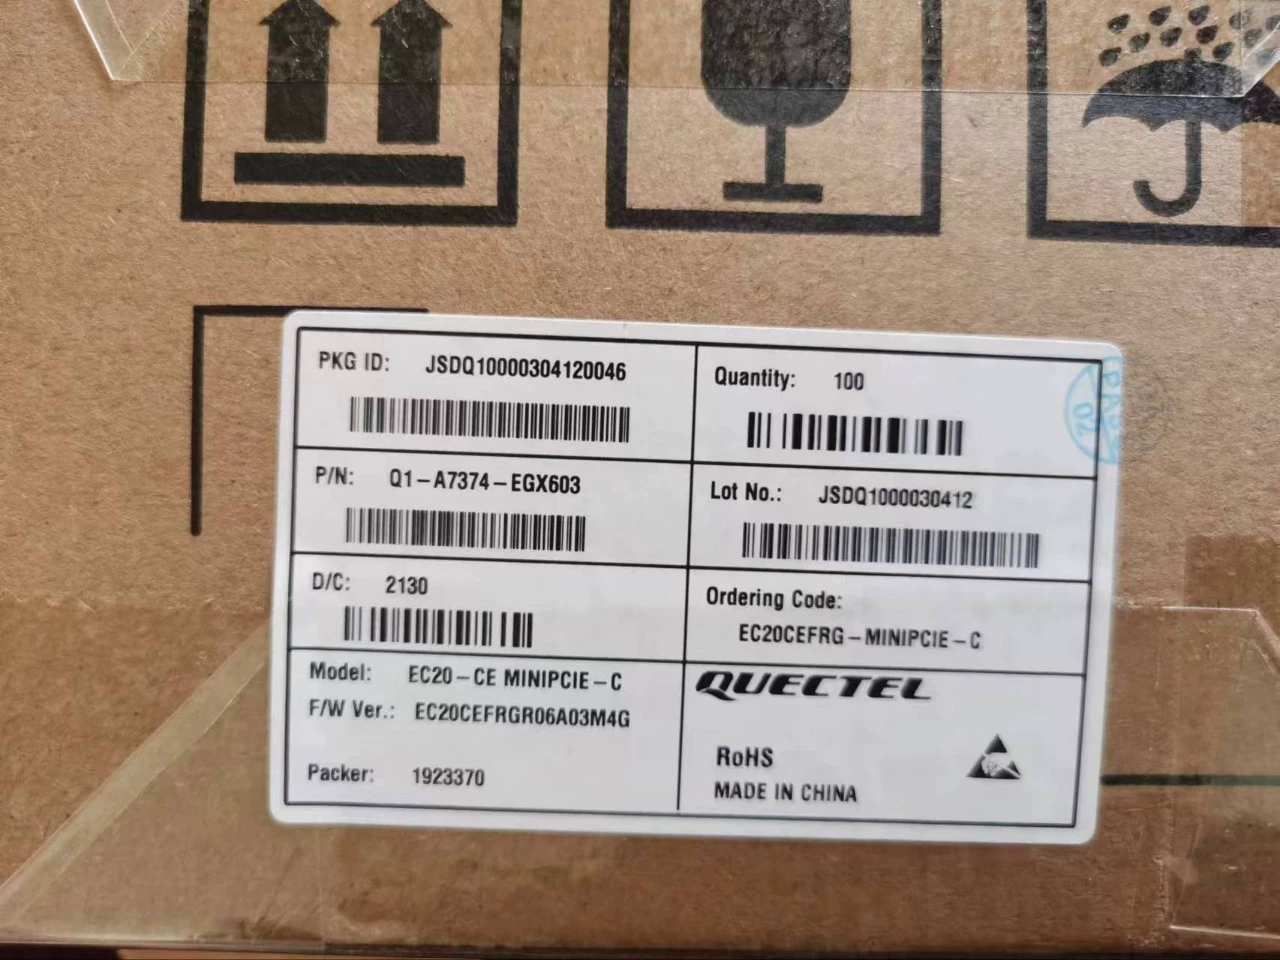 PKG ID: JSDQ10000304120046
Quantity: 100
P/N: Q1-A7374-EGX603
Lot No.: JSDQ1000030412
D/C: 2130
Ordering Code:
EC20CEFRG-MINIPCIE-C
Model: EC20-CE MINIPCIE-C
F/W Ver.: EC20CEFRGR06A03M4G
Packer: 1923370
QUECTEL
RoHS
MADE IN CHINA